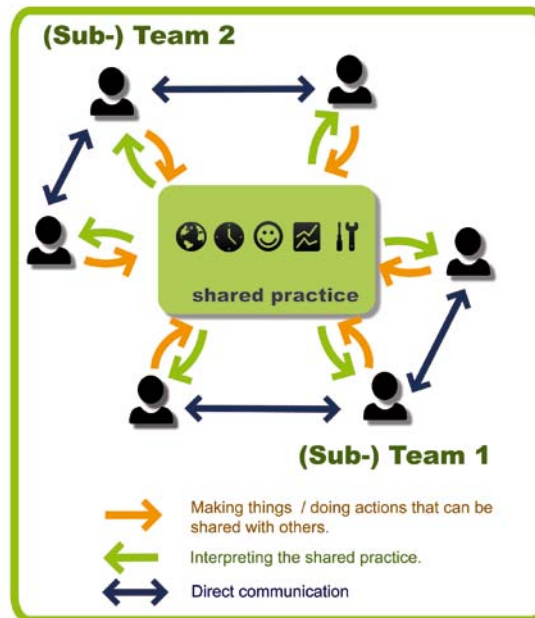 (Sub-) Team 2
shared practice
(Sub-) Team 1
Making things / doing actions that can be
shared with others.
Interpreting the shared practice.
Direct communication